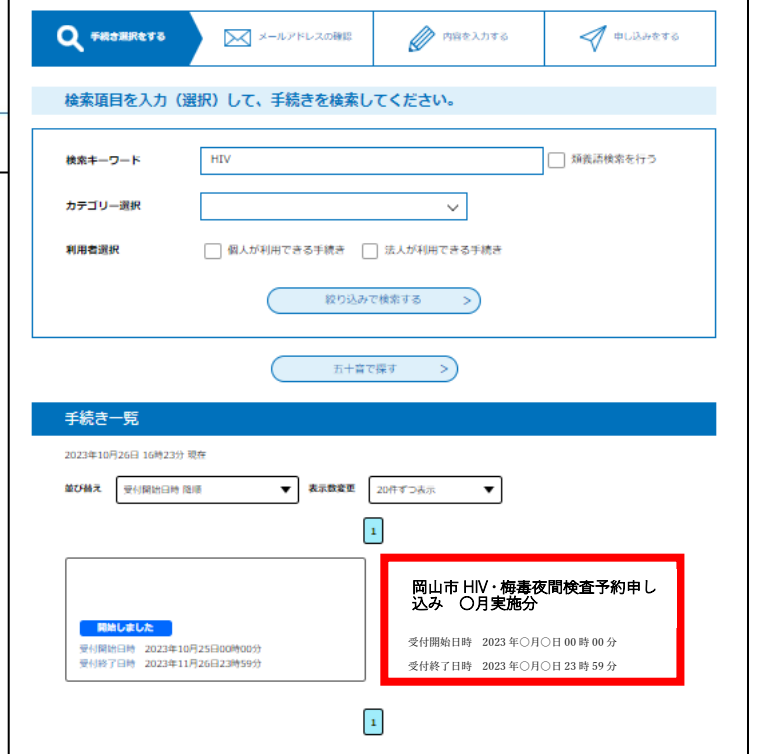 手続き選択をする
メールアドレスの確認
内容を入力する
申し込みをする
検索項目を入力（選択）して、手続きを検索してください。
検索キーワード
HIV
類義語検索を行う
カテゴリー選択
利用者選択
個人が利用できる手続き
法人が利用できる手続き
絞り込みで検索する >
五十音で探す >
手続き一覧
2023年10月26日 16時23分 現在
並び替え
受付開始日時 降順
表示数変更
20件ずつ表示
1
開始しました
受付開始日時 2023年10月25日00時00分
受付終了日時 2023年11月26日23時59分
岡山市 HIV・梅毒夜間検査予約申し
込み　〇月実施分
受付開始日時　2023 年〇月〇日 00 時 00 分
受付終了日時　2023 年〇月〇日 23 時 59 分
1